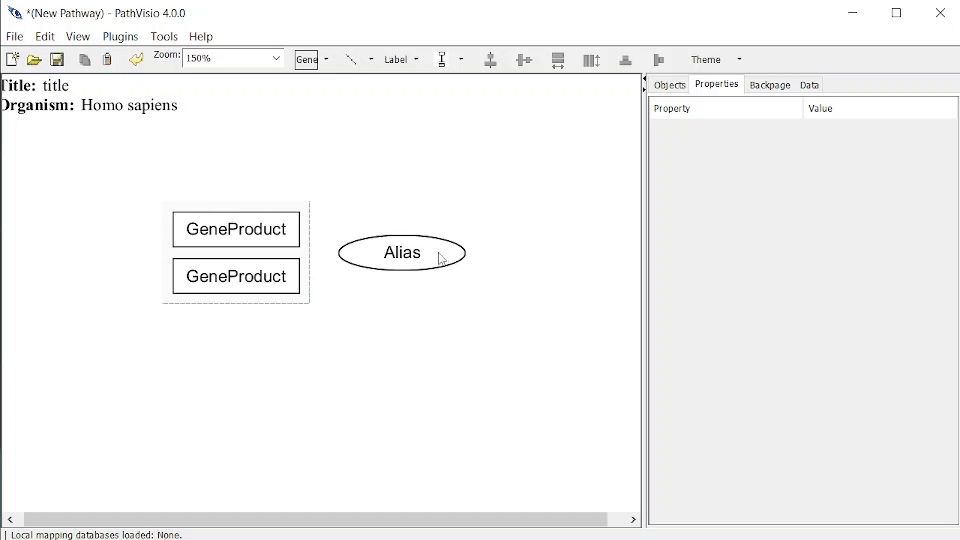 *(New Pathway) - PathVisio 4.0.0
File Edit View Plugins Tools Help
Zoom: 150% Gene Label Theme
Title: title
Organism: Homo sapiens
GeneProduct
GeneProduct
Alias
Objects Properties Backpage Data
Property Value
| Local mapping databases loaded: None.